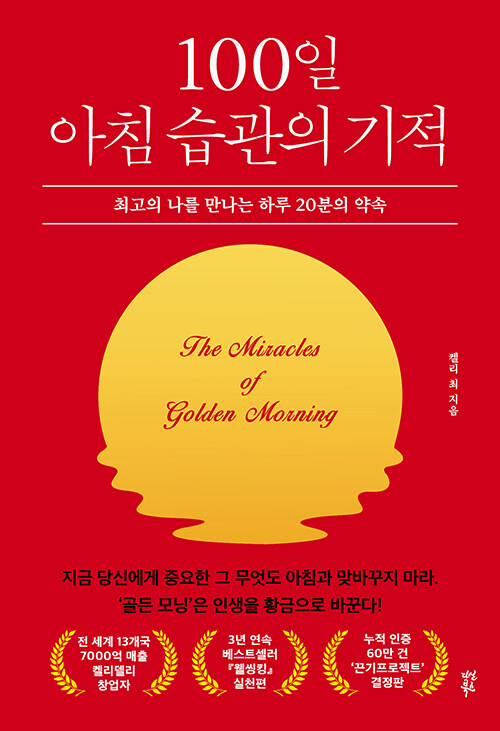 100일
아침 습관의 기적
최고의 나를 만나는 하루 20분의 약속
The Miracles
of
Golden Morning
켈리 최 지음
지금 당신에게 중요한 그 무엇도 아침과 맞바꾸지 마라.
‘골든 모닝’은 인생을 황금으로 바꾼다!
전 세계 13개국
7000억 매출
켈리델리
창업자
3년 연속
베스트셀러
『웰씽킹』
실천편
누적 인증
60만 건
‘끈기프로젝트’
결정판
다산
북스